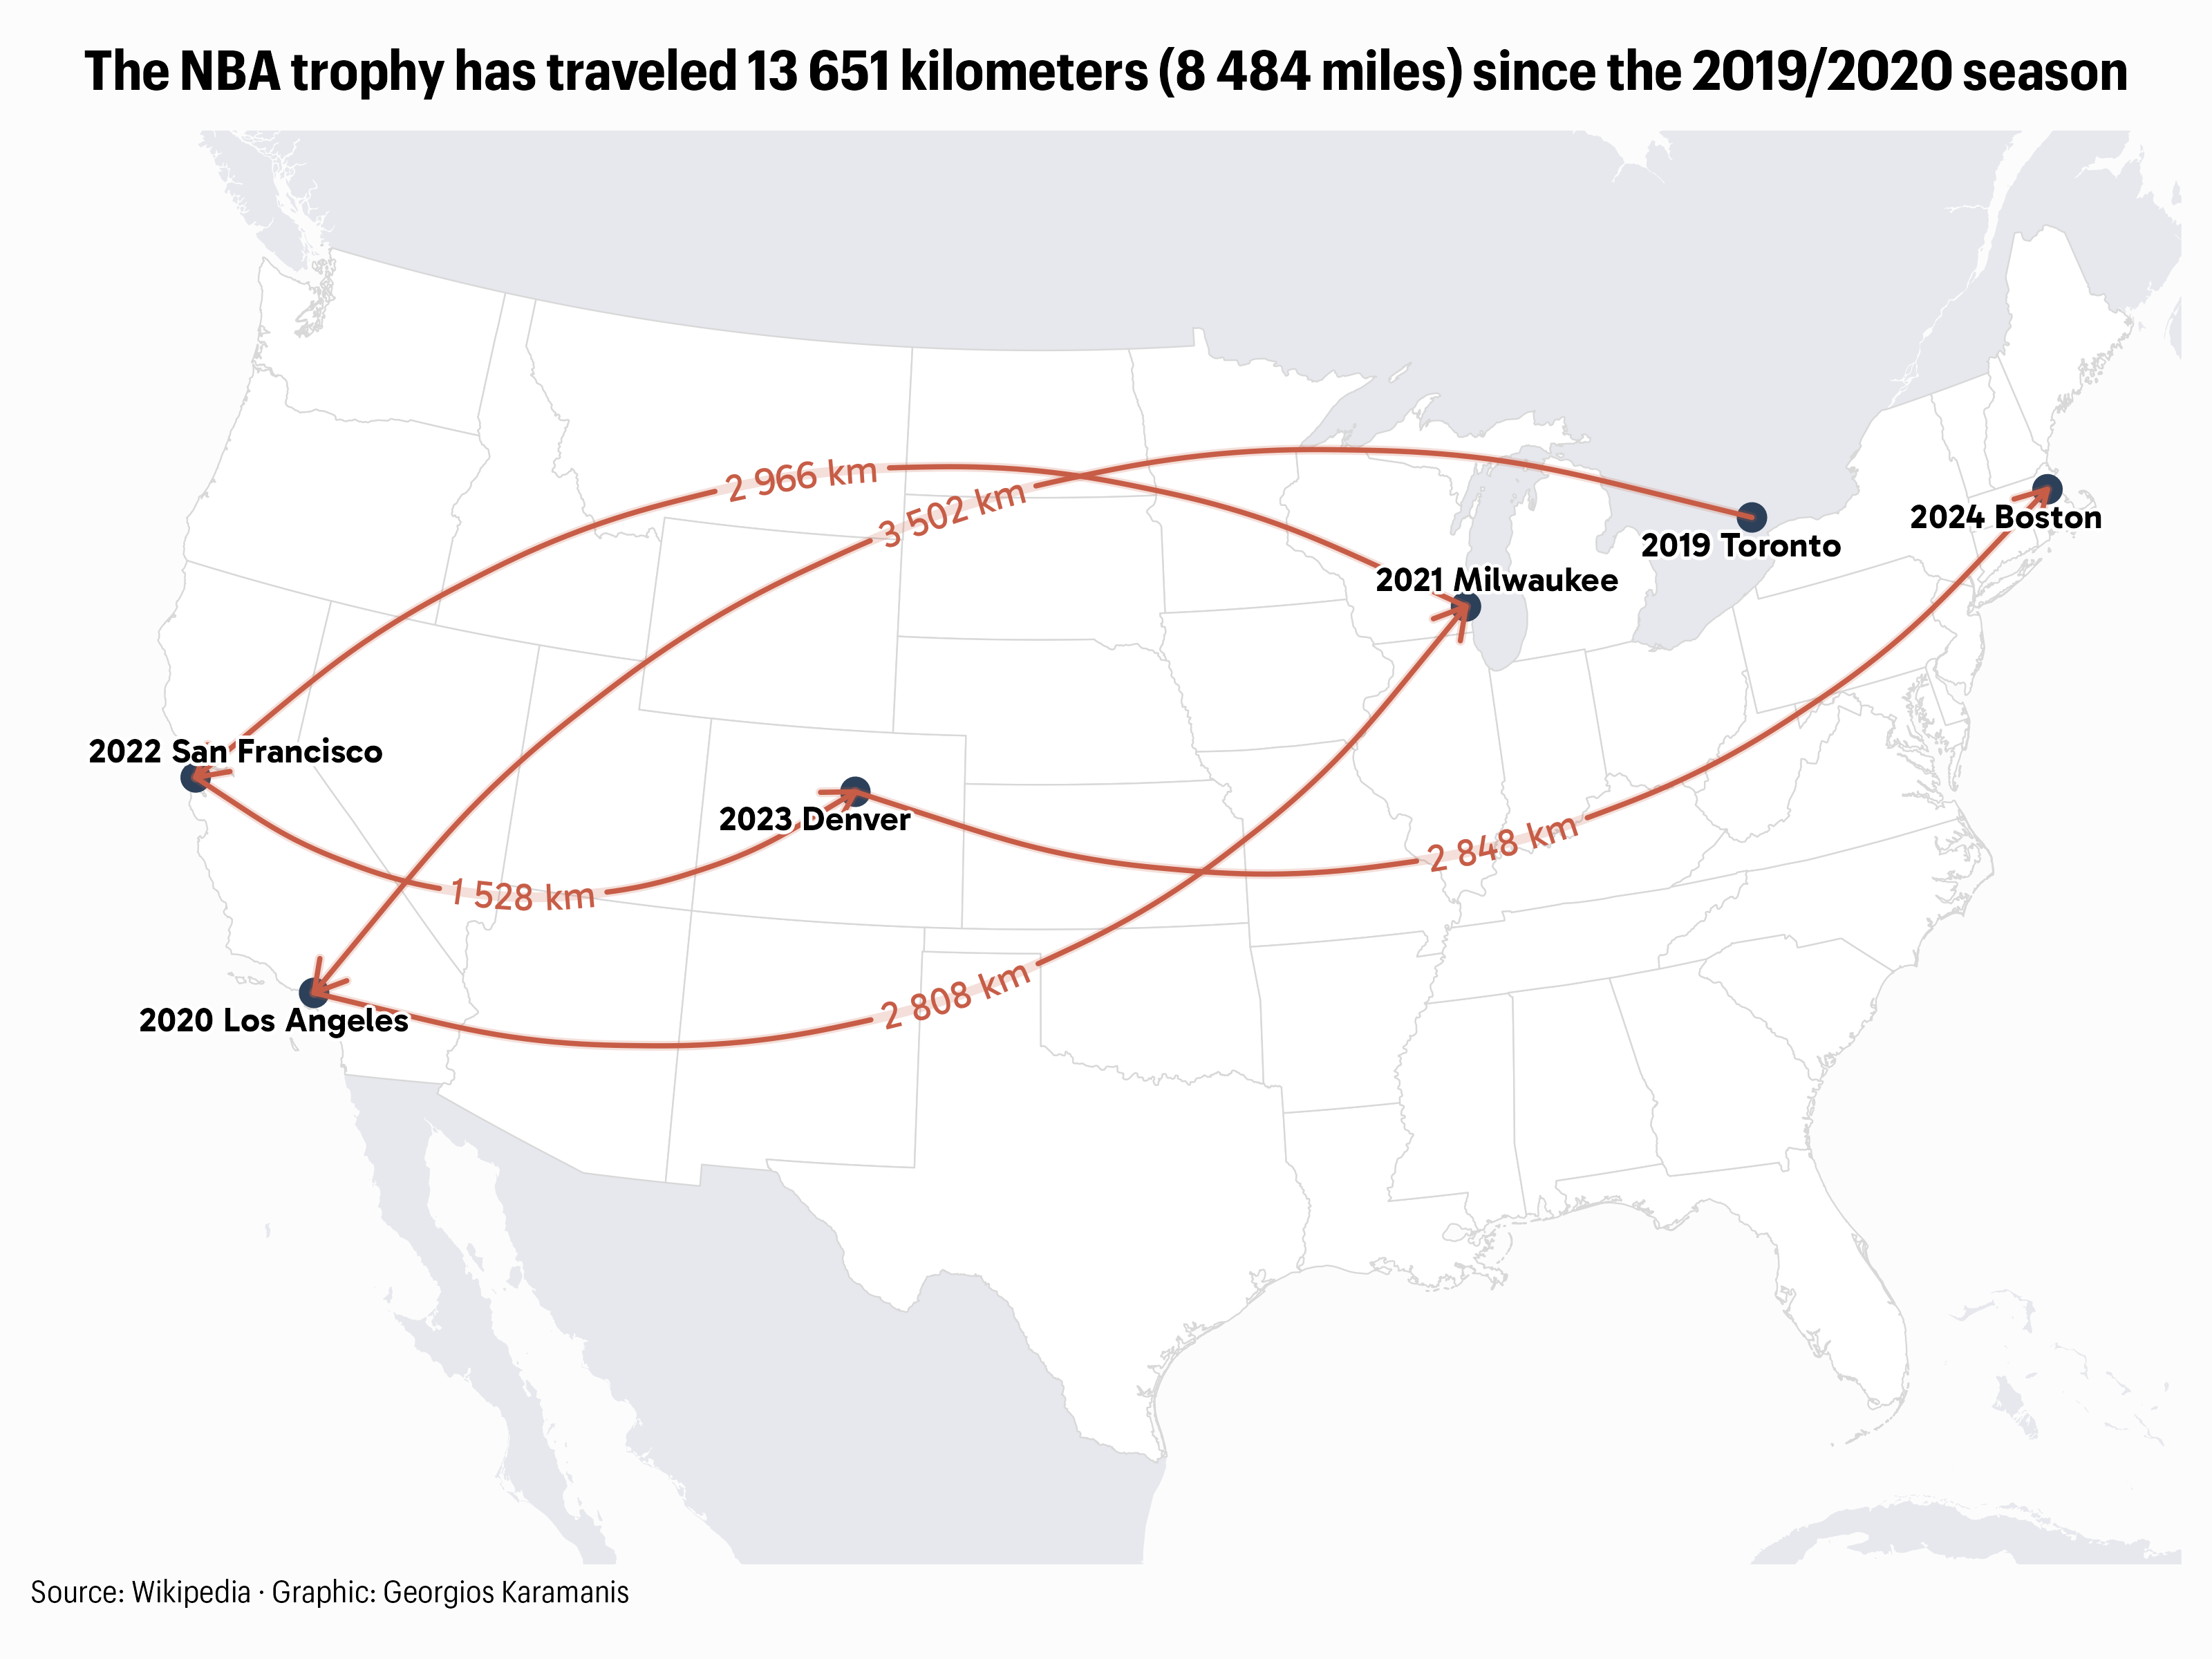 The NBA trophy has traveled 13 651 kilometers (8 484 miles) since the 2019/2020 season
2 966 km
3 502 km
2024 Boston
2019 Toronto
2021 Milwaukee
2022 San Francisco
2023 Denver
2 848 km
1 528 km
2 808 km
2020 Los Angeles
Source: Wikipedia · Graphic: Georgios Karamanis